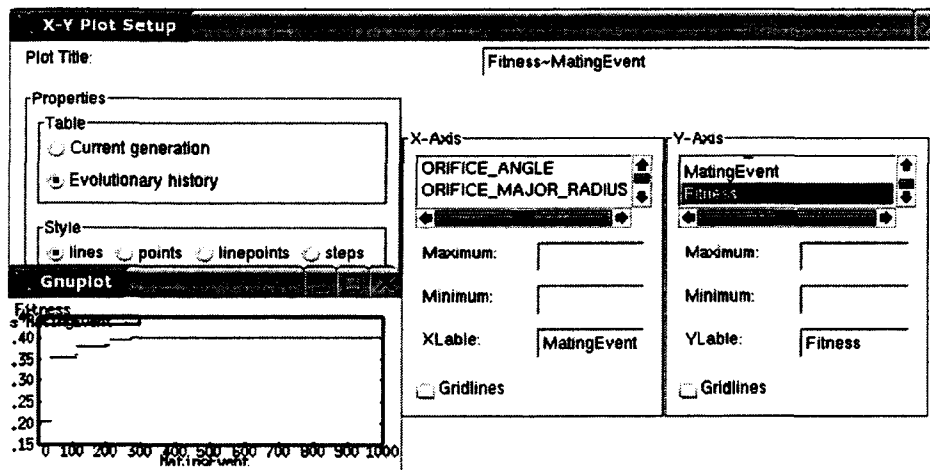 X-Y Plot Setup
Plot Title:
Fitness~MatingEvent
Properties
Table
Current generation
Evolutionary history
Style
lines points linepoints steps
X-Axis
ORIFICE_ANGLE
ORIFICE_MAJOR_RADIUS
Maximum:
Minimum:
XLable:
MatingEvent
Gridlines
Y-Axis
MatingEvent
Fitness
Maximum:
Minimum:
YLable:
Fitness
Gridlines
Gnuplot
Fitness
.40
.35
.30
.25
.20
.15
0 100 200 300 400 500 600 700 800 900 1000
MatingEvent